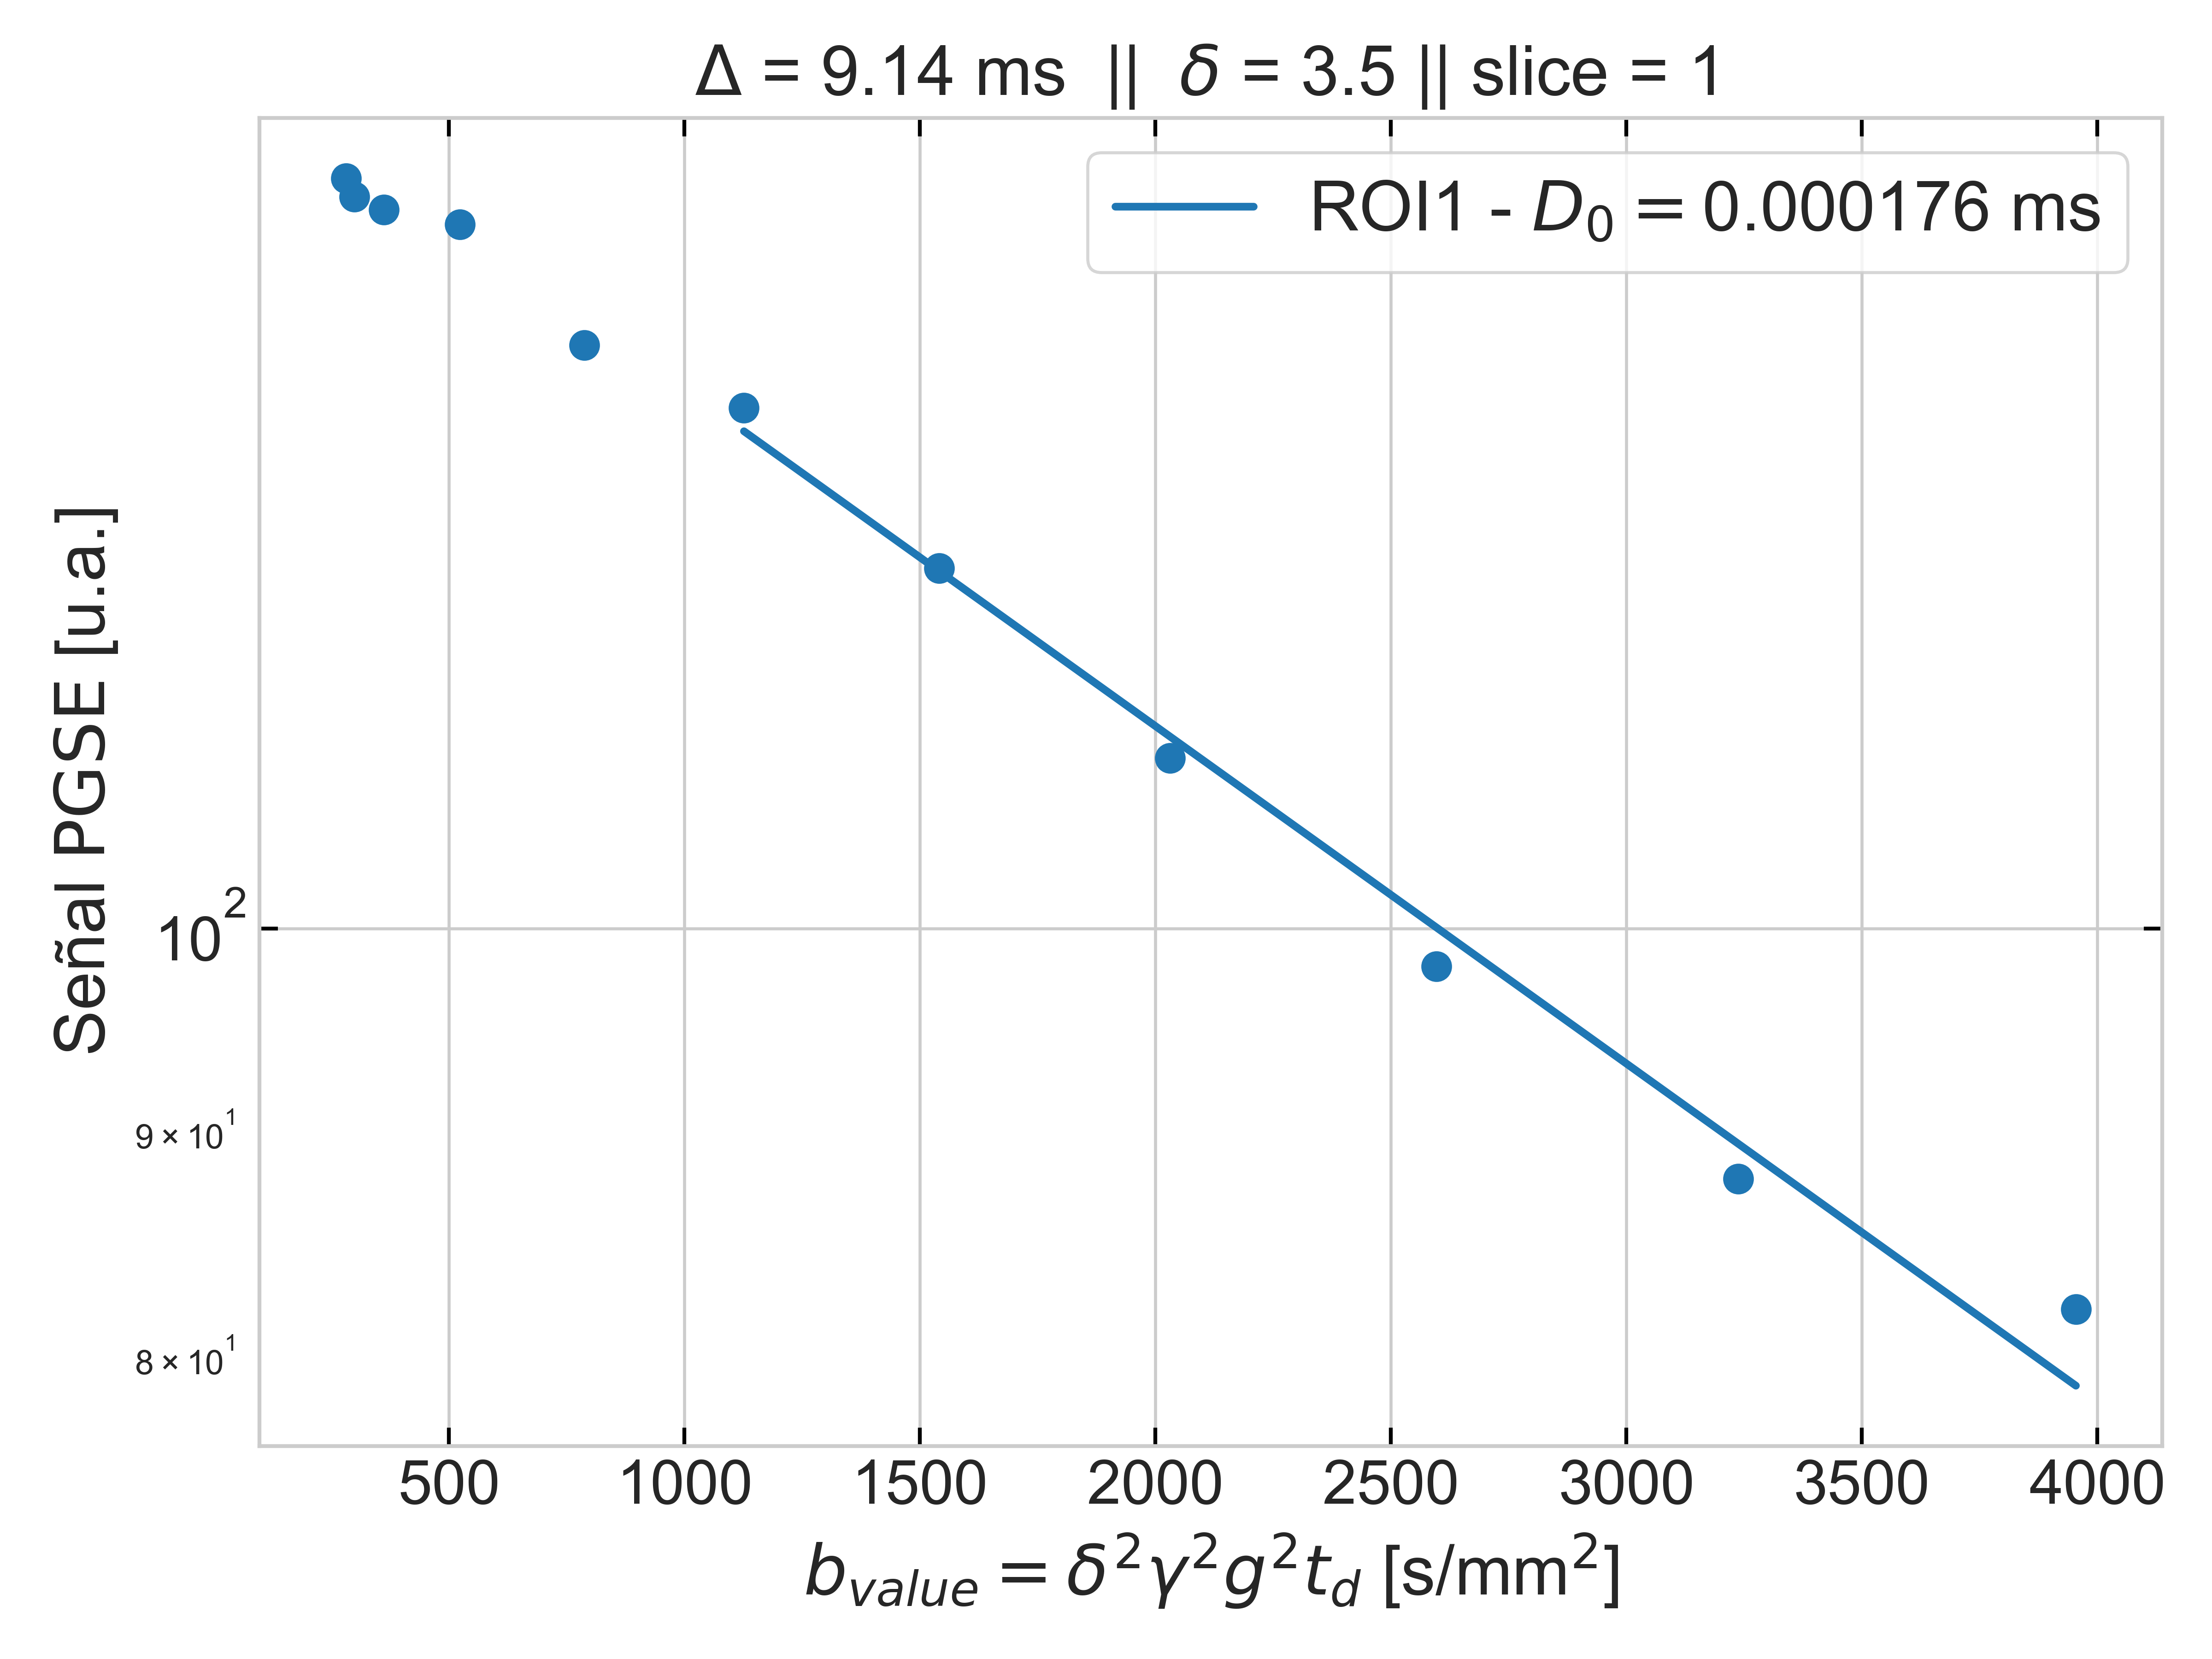 Δ = 9.14 ms || δ = 3.5 || slice = 1
ROI1 - D₀ = 0.000176 ms
Señal PGSE [u.a.]
10²
9×10¹
8×10¹
500 1000 1500 2000 2500 3000 3500 4000
b_value = δ²γ²g²t_d [s/mm²]